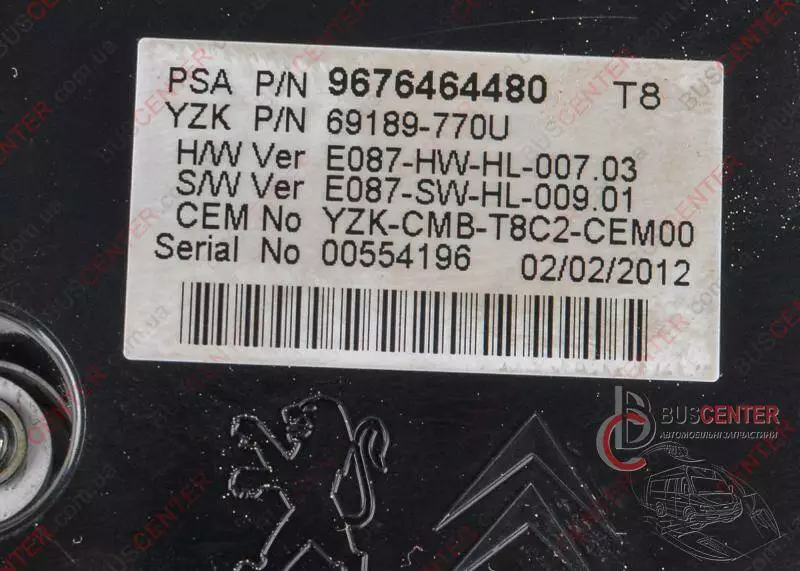 PSA P/N 9676464480 T8
YZK P/N 69189-770U
H/W Ver E087-HW-HL-007.03
S/W Ver E087-SW-HL-009.01
CEM No YZK-CMB-T8C2-CEM00
Serial No 00554196 02/02/2012
BUSCENTER
АВТОМОБІЛЬНІ ЗАПЧАСТИНИ